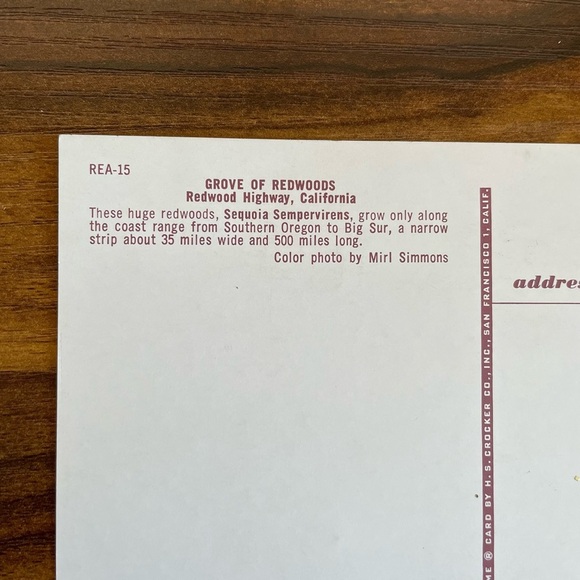 REA-15
GROVE OF REDWOODS
Redwood Highway, California
These huge redwoods, Sequoia Sempervirens, grow only along
the coast range from Southern Oregon to Big Sur, a narrow
strip about 35 miles wide and 500 miles long.
Color photo by Mirl Simmons
ME ® CARD BY H. S. CROCKER CO., INC., SAN FRANCISCO 1, CALIF.
addres